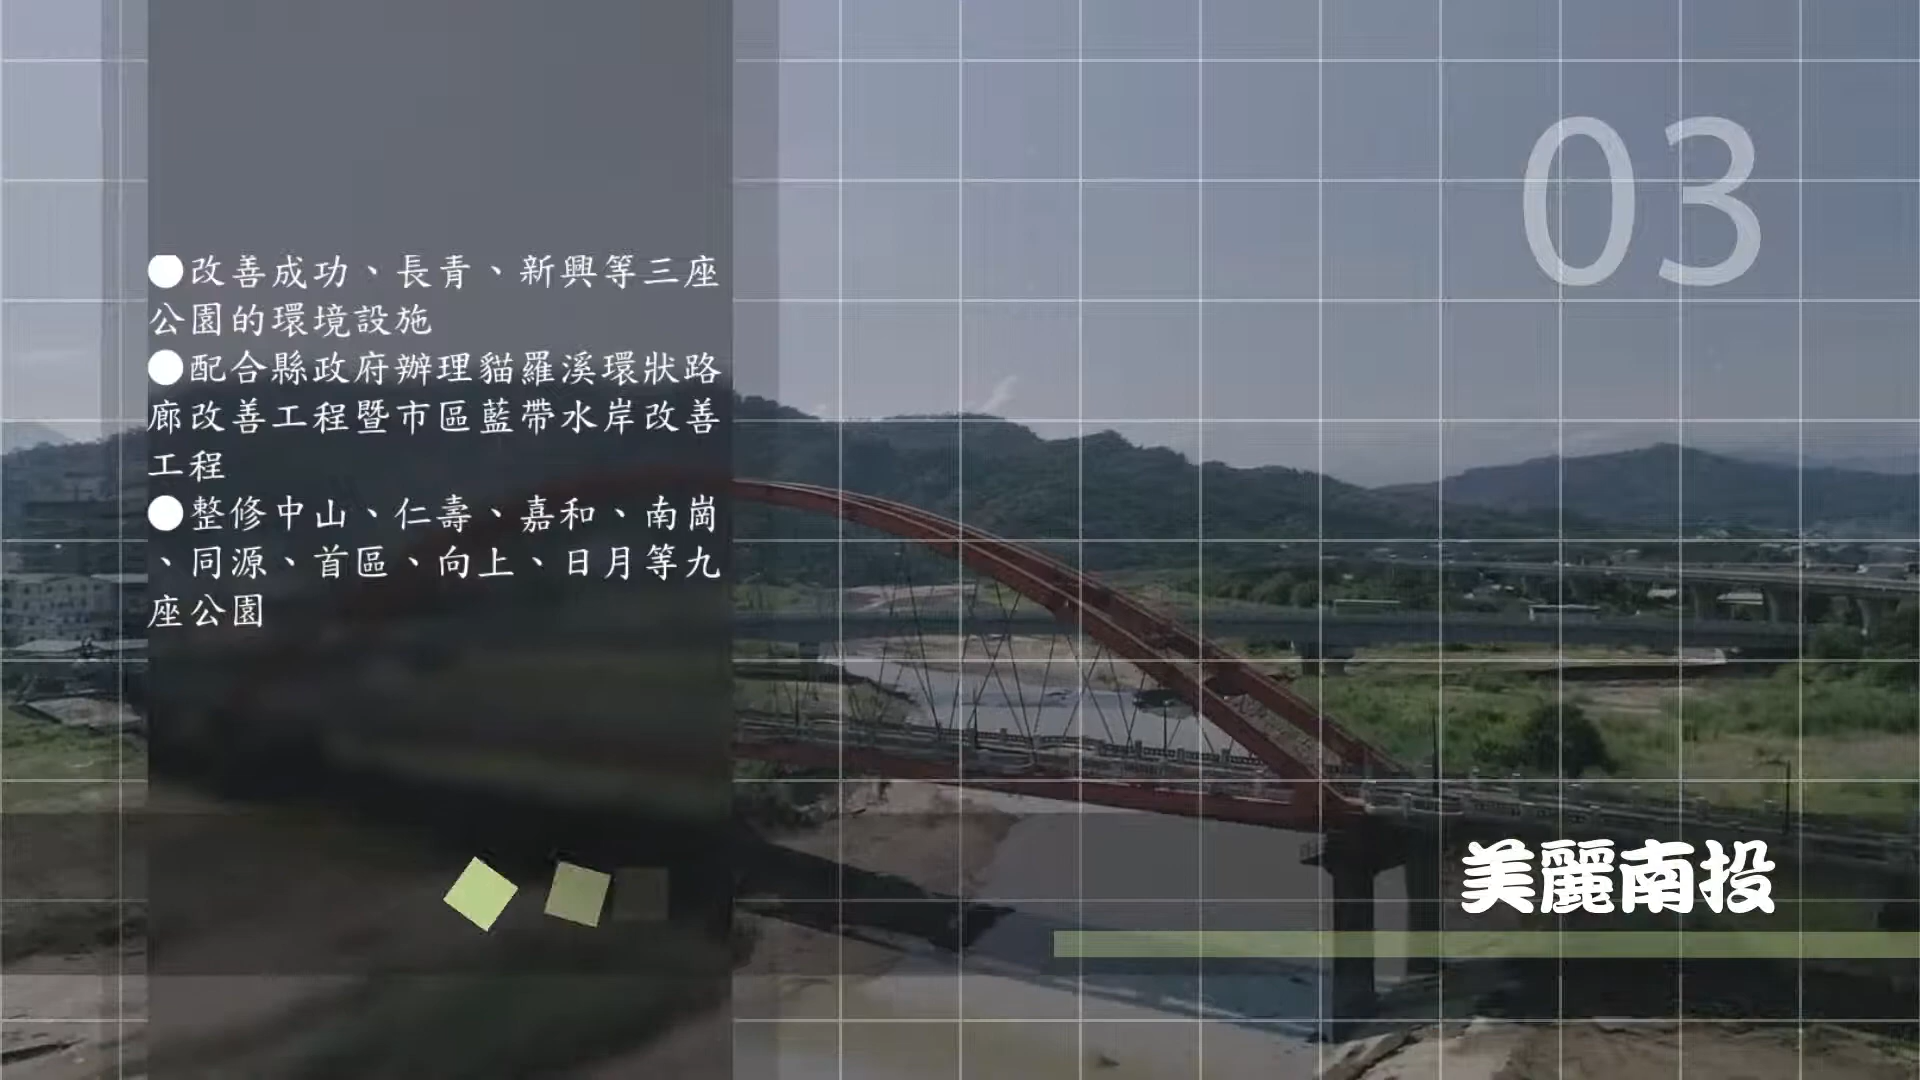 ●改善成功、長青、新興等三座
公園的環境設施
●配合縣政府辦理貓羅溪環狀路
廊改善工程暨市區藍帶水岸改善
工程
●整修中山、仁壽、嘉和、南崗
、同源、首區、向上、日月等九
座公園
03
美麗南投